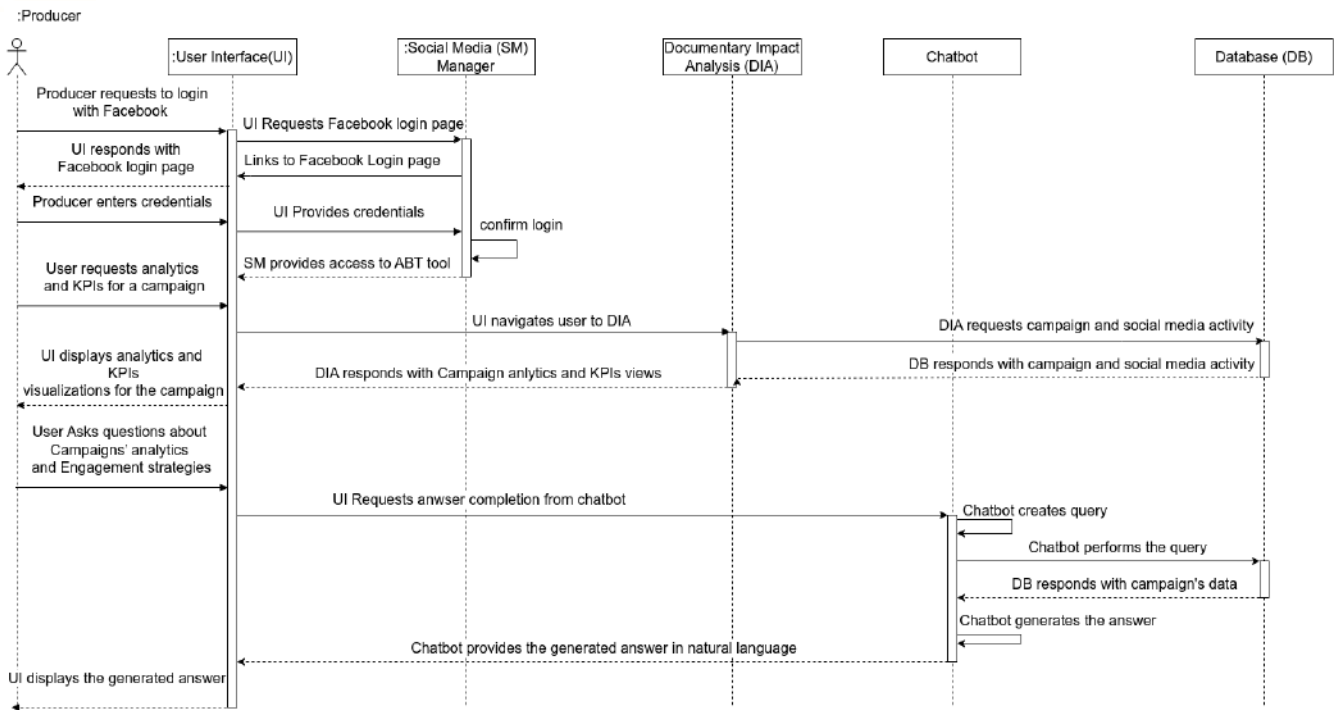 :Producer
:User Interface(UI)
:Social Media (SM)
Manager
Documentary Impact
Analysis (DIA)
Chatbot
Database (DB)
Producer requests to login
with Facebook
UI Requests Facebook login page
UI responds with
Facebook login page
Links to Facebook Login page
Producer enters credentials
UI Provides credentials
confirm login
SM provides access to ABT tool
User requests analytics
and KPIs for a campaign
UI navigates user to DIA
DIA requests campaign and social media activity
UI displays analytics and
KPIs
visualizations for the campaign
DIA responds with Campaign anlytics and KPIs views
DB responds with campaign and social media activity
User Asks questions about
Campaigns' analytics
and Engagement strategies
UI Requests anwser completion from chatbot
Chatbot creates query
Chatbot performs the query
DB responds with campaign's data
Chatbot generates the answer
Chatbot provides the generated answer in natural language
UI displays the generated answer